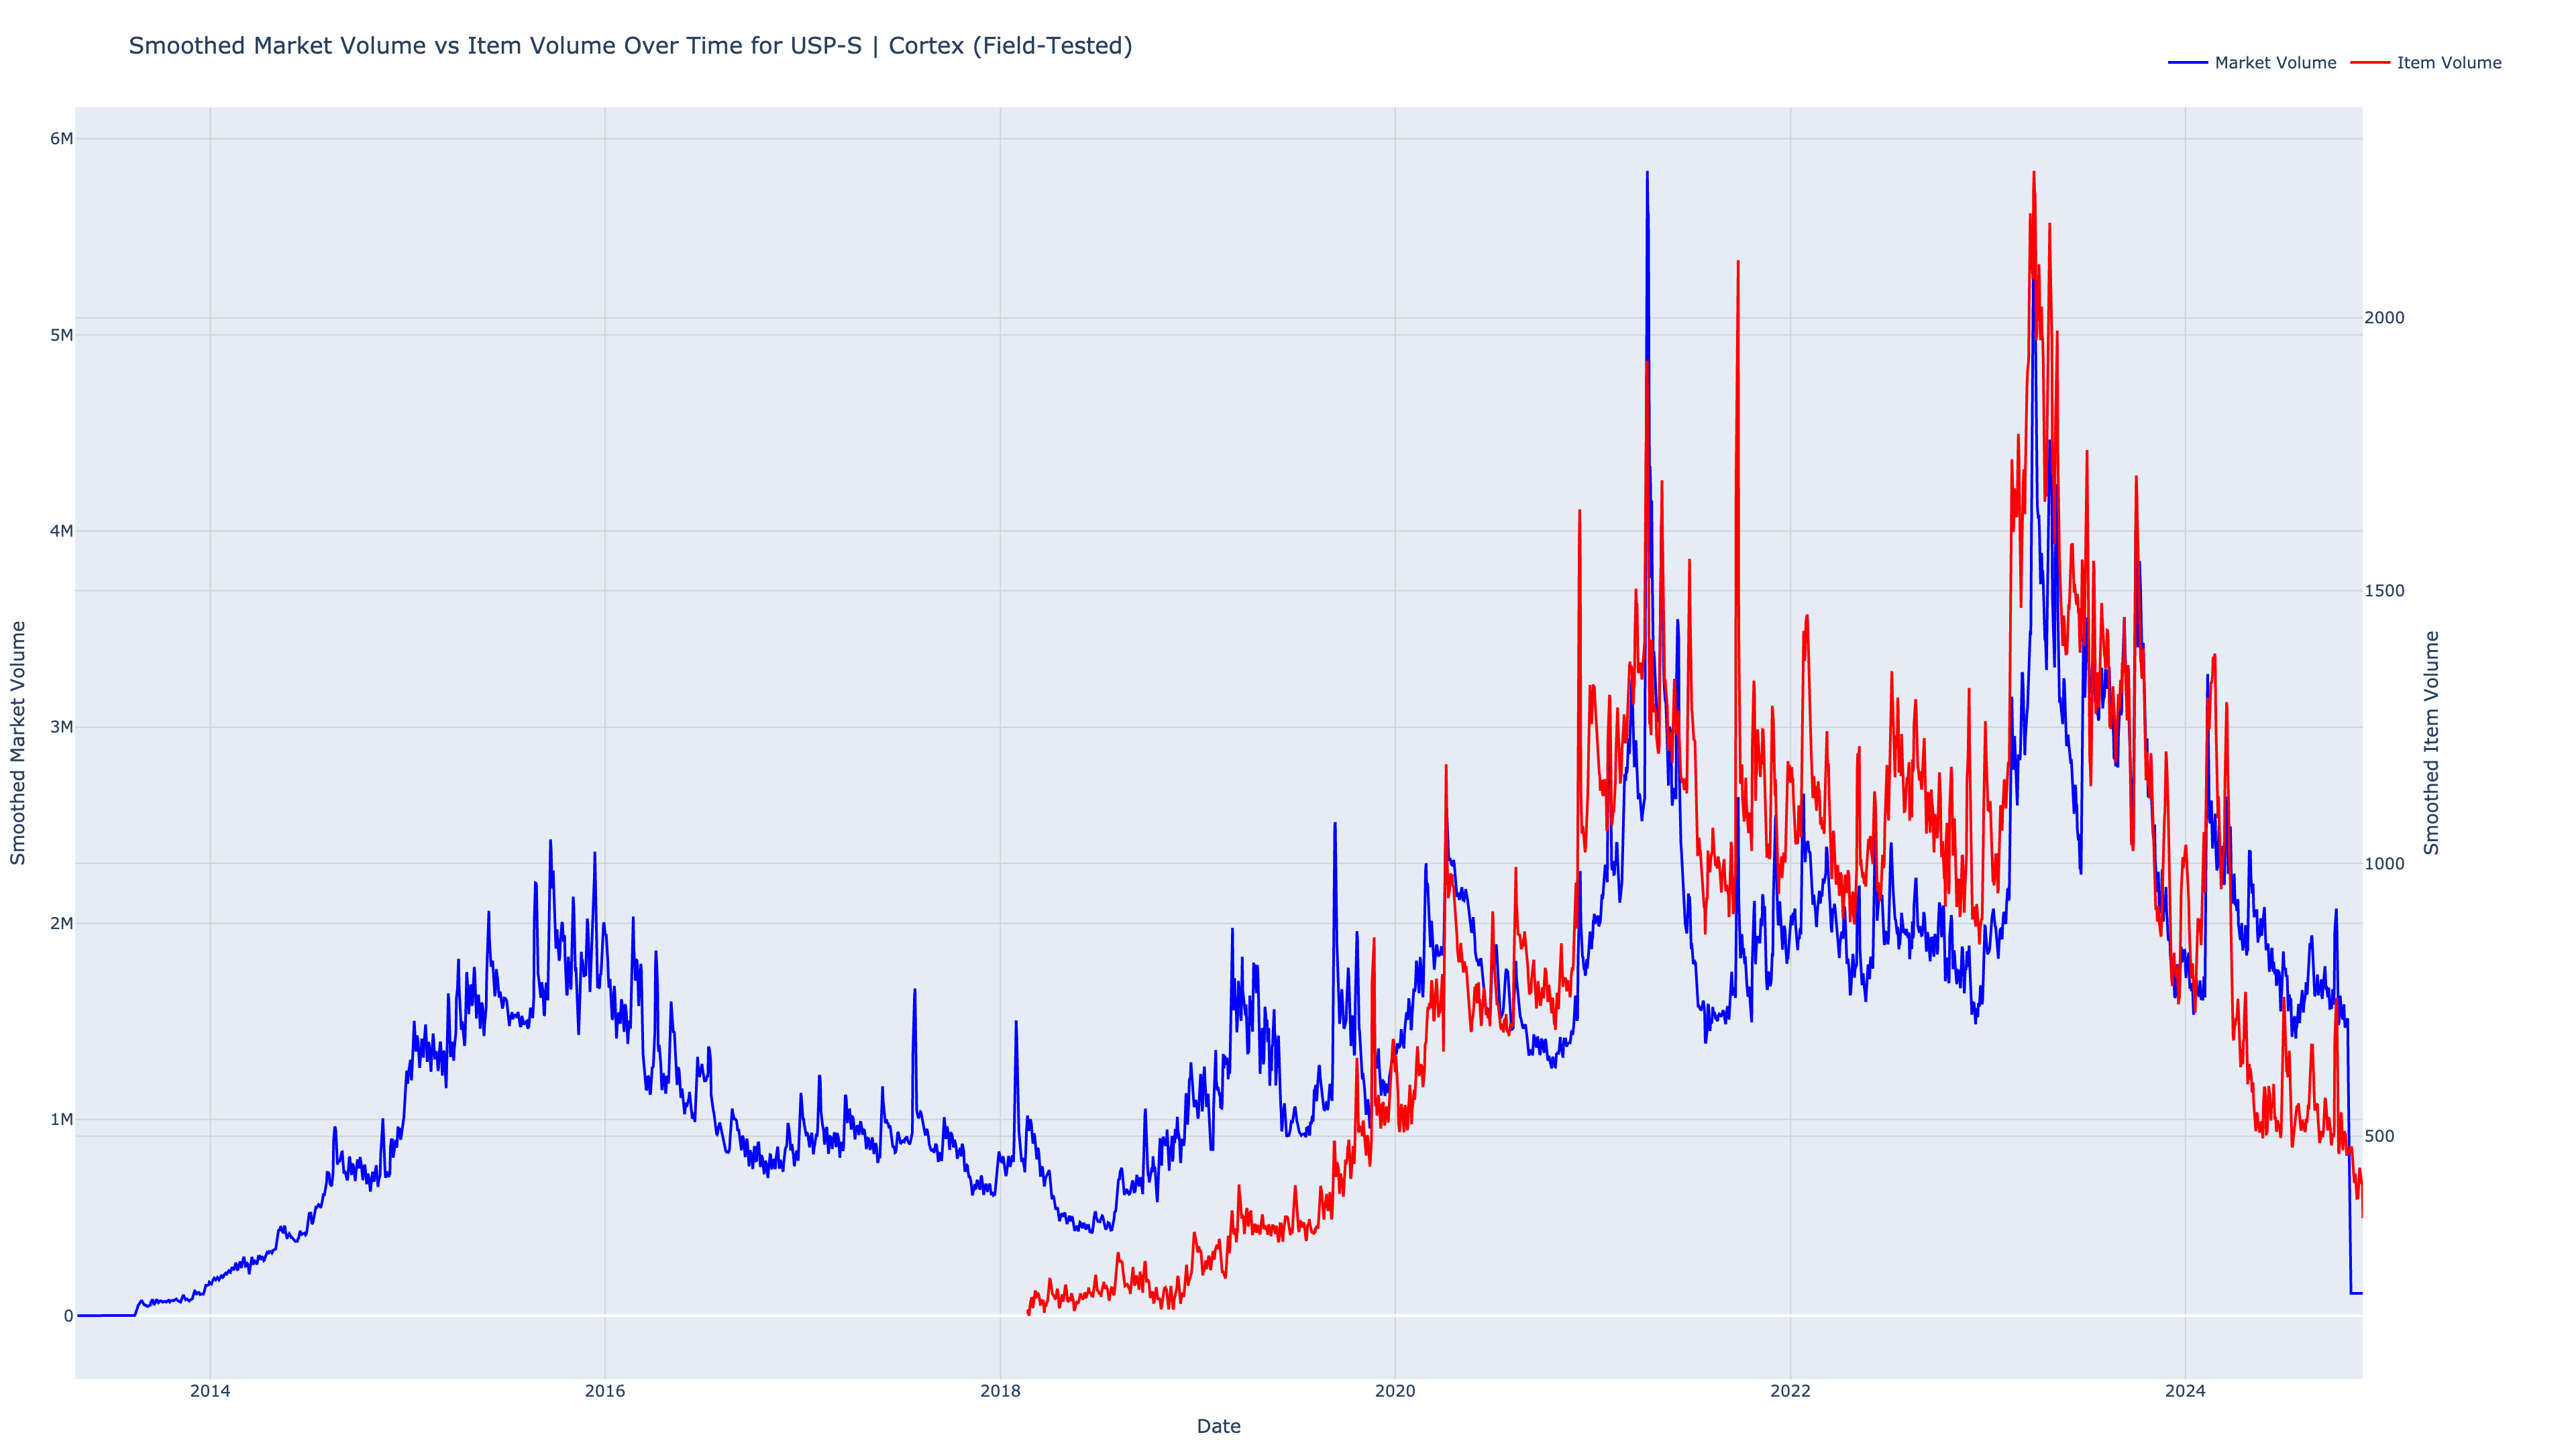 Smoothed Market Volume vs Item Volume Over Time for USP-S | Cortex (Field-Tested)
Market Volume
Item Volume
6M
5M
4M
3M
2M
1M
0
2000
1500
1000
500
Smoothed Market Volume
Smoothed Item Volume
2014
2016
2018
2020
2022
2024
Date